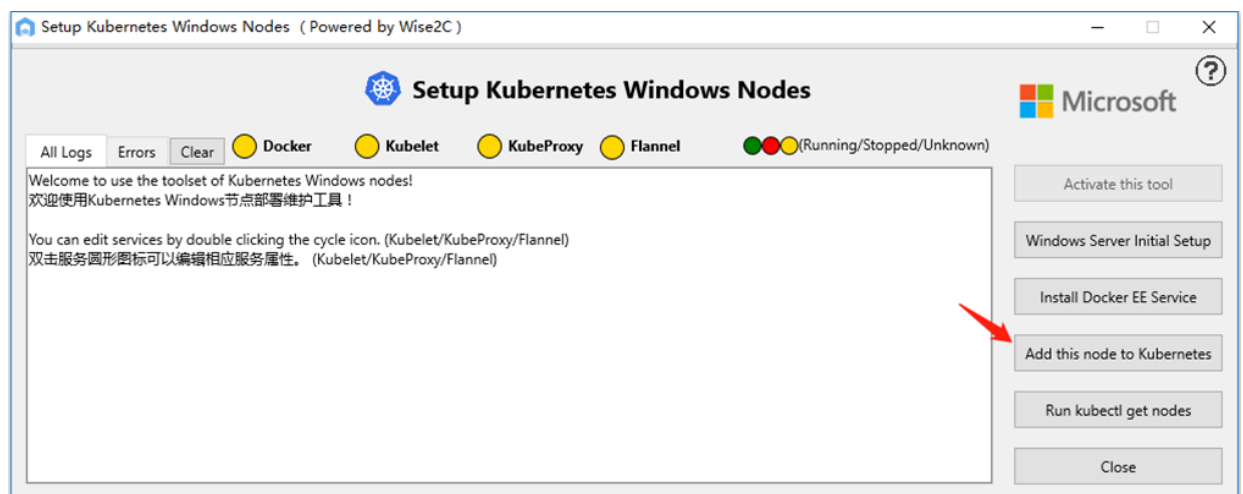 Setup Kubernetes Windows Nodes ( Powered by Wise2C )
Setup Kubernetes Windows Nodes
?
Microsoft
All Logs Errors Clear Docker Kubelet KubeProxy Flannel (Running/Stopped/Unknown)
Welcome to use the toolset of Kubernetes Windows nodes!
欢迎使用Kubernetes Windows节点部署维护工具！
You can edit services by double clicking the cycle icon. (Kubelet/KubeProxy/Flannel)
双击服务圆形图标可以编辑相应服务属性。 (Kubelet/KubeProxy/Flannel)
Activate this tool
Windows Server Initial Setup
Install Docker EE Service
Add this node to Kubernetes
Run kubectl get nodes
Close